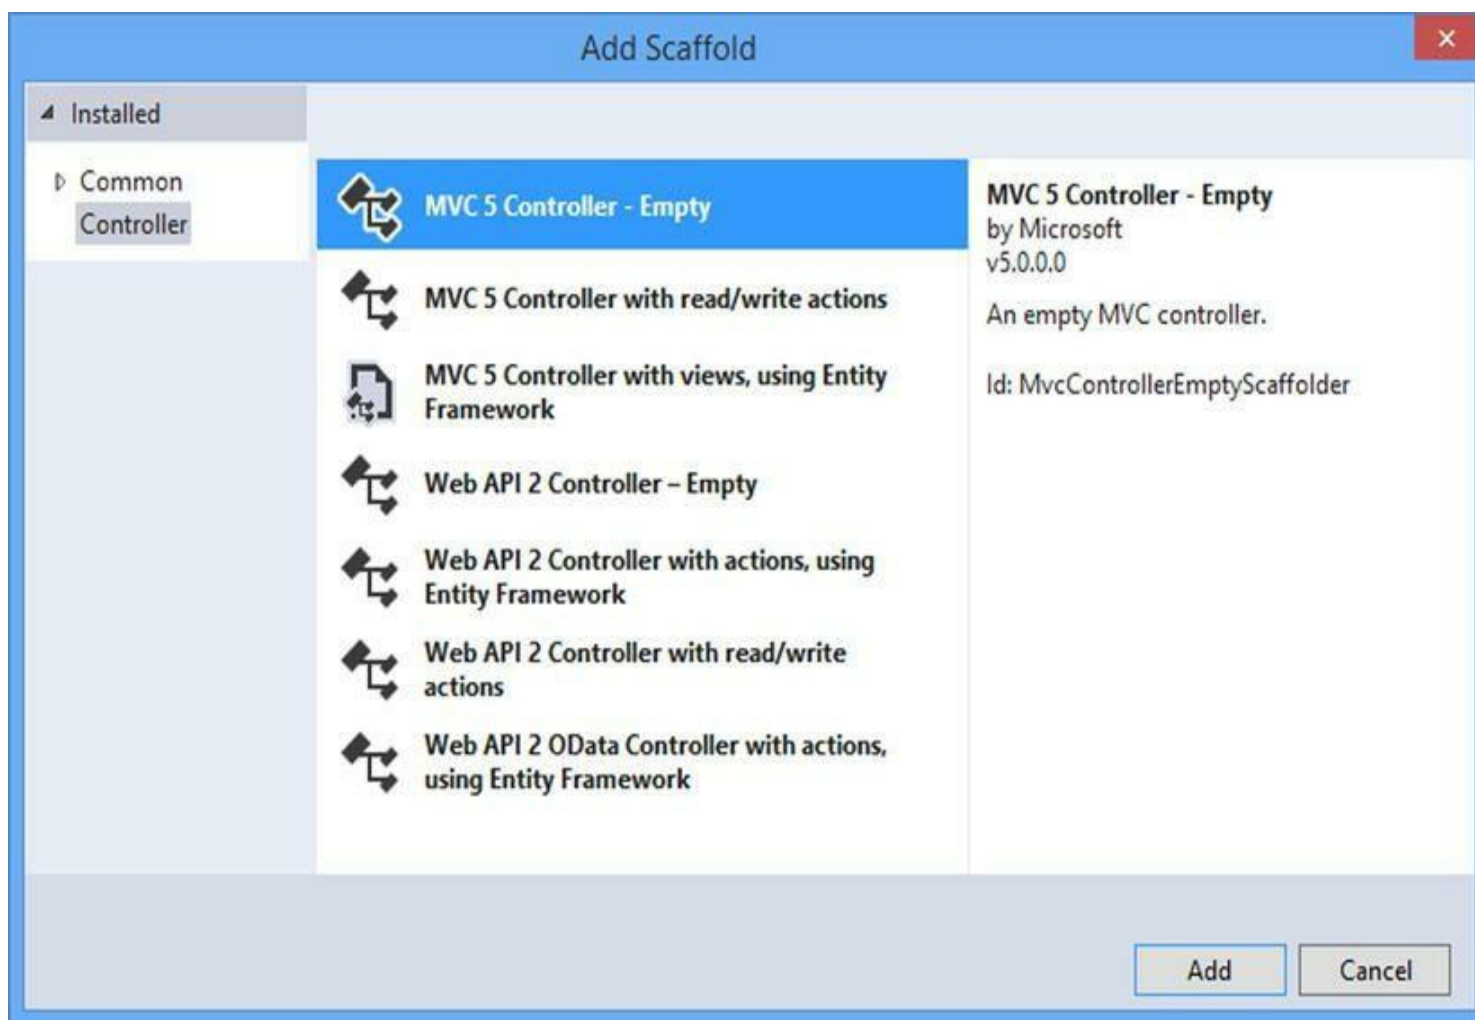 Add Scaffold
Installed
Common
Controller
MVC 5 Controller - Empty
MVC 5 Controller with read/write actions
MVC 5 Controller with views, using Entity
Framework
Web API 2 Controller – Empty
Web API 2 Controller with actions, using
Entity Framework
Web API 2 Controller with read/write
actions
Web API 2 OData Controller with actions,
using Entity Framework
MVC 5 Controller - Empty
by Microsoft
v5.0.0.0
An empty MVC controller.
Id: MvcControllerEmptyScaffolder
Add
Cancel